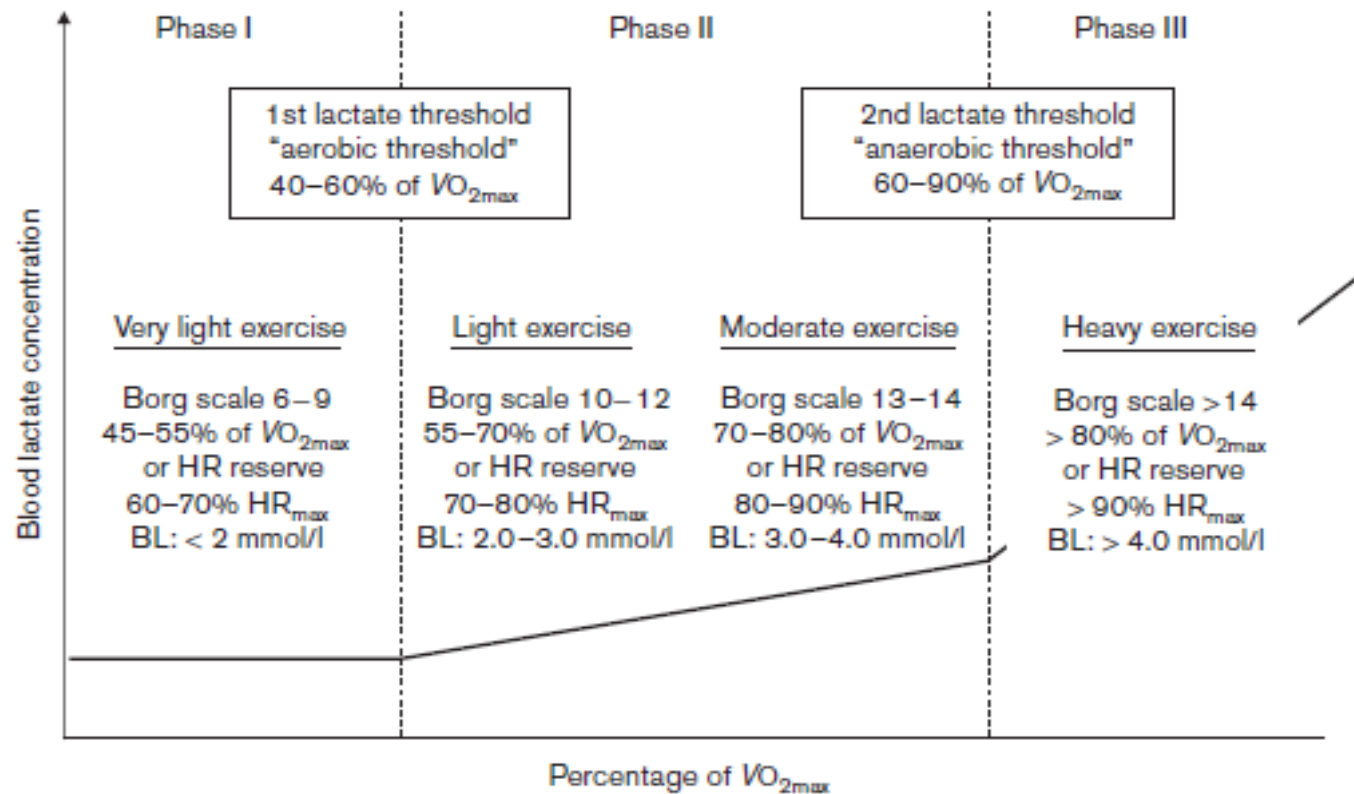 Phase I
Phase II
Phase III
1st lactate threshold
"aerobic threshold"
40–60% of VO2max
2nd lactate threshold
"anaerobic threshold"
60–90% of VO2max
Blood lactate concentration
Very light exercise
Borg scale 6–9
45–55% of VO2max
or HR reserve
60–70% HRmax
BL: < 2 mmol/l
Light exercise
Borg scale 10–12
55–70% of VO2max
or HR reserve
70–80% HRmax
BL: 2.0–3.0 mmol/l
Moderate exercise
Borg scale 13–14
70–80% of VO2max
or HR reserve
80–90% HRmax
BL: 3.0–4.0 mmol/l
Heavy exercise
Borg scale >14
> 80% of VO2max
or HR reserve
> 90% HRmax
BL: > 4.0 mmol/l
Percentage of VO2max